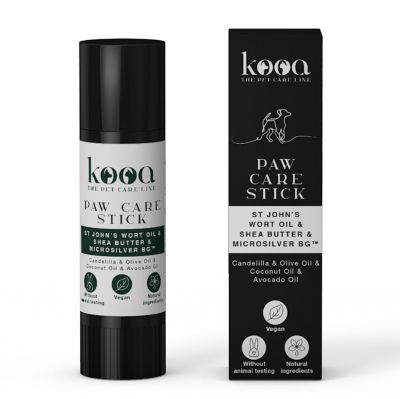 kooa
THE PET CARE LINE
PAW CARE
STICK
ST JOHN'S
WORT OIL &
SHEA BUTTER &
MICROSILVER BG™
Candelilla & Olive Oil &
Coconut Oil & Avocado Oil
Without
animal testing
Vegan
Natural
ingredients
kooa
THE PET CARE LINE
PAW
CARE
STICK
ST JOHN'S
WORT OIL &
SHEA BUTTER &
MICROSILVER BG™
Candelilla & Olive Oil &
Coconut Oil &
Avocado Oil
Vegan
Without
animal testing
Natural
ingredients